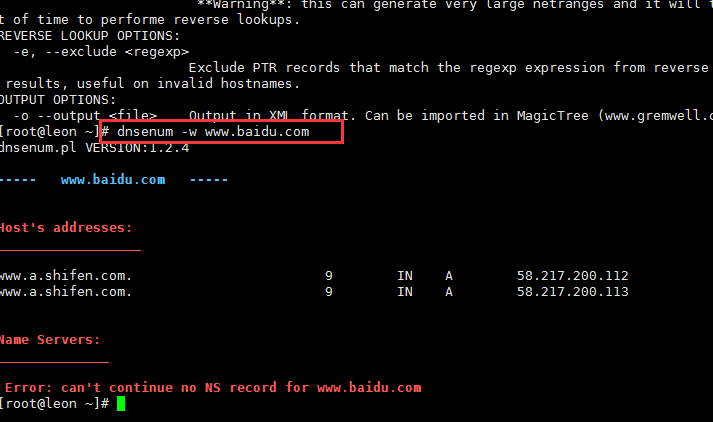 **Warning**: this can generate very large netranges and it will t
t of time to perform reverse lookups.
REVERSE LOOKUP OPTIONS:
-e, --exclude <regexp>
Exclude PTR records that match the regexp expression from reverse
results, useful on invalid hostnames.
OUTPUT OPTIONS:
-o --output <file> Output in XML format. Can be imported in MagicTree (www.gremwell.c
[root@leon ~]# dnsenum -w www.baidu.com
dnsenum.pl VERSION:1.2.4
----- www.baidu.com -----
Host's addresses:
__________________
www.a.shifen.com. 9 IN A 58.217.200.112
www.a.shifen.com. 9 IN A 58.217.200.113
Name Servers:
______________
Error: can't continue no NS record for www.baidu.com
[root@leon ~]#